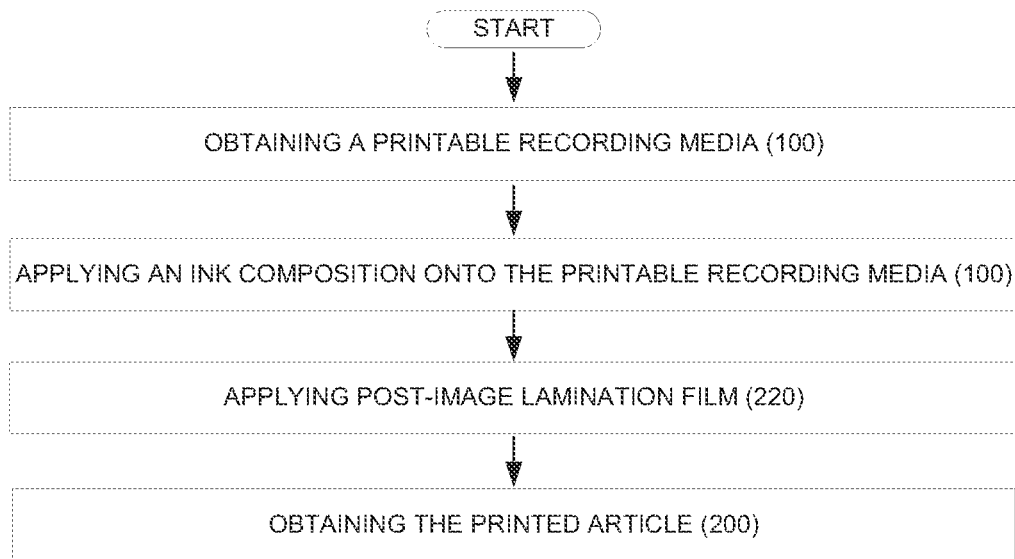 START
OBTAINING A PRINTABLE RECORDING MEDIA (100)
APPLYING AN INK COMPOSITION ONTO THE PRINTABLE RECORDING MEDIA (100)
APPLYING POST-IMAGE LAMINATION FILM (220)
OBTAINING THE PRINTED ARTICLE (200)